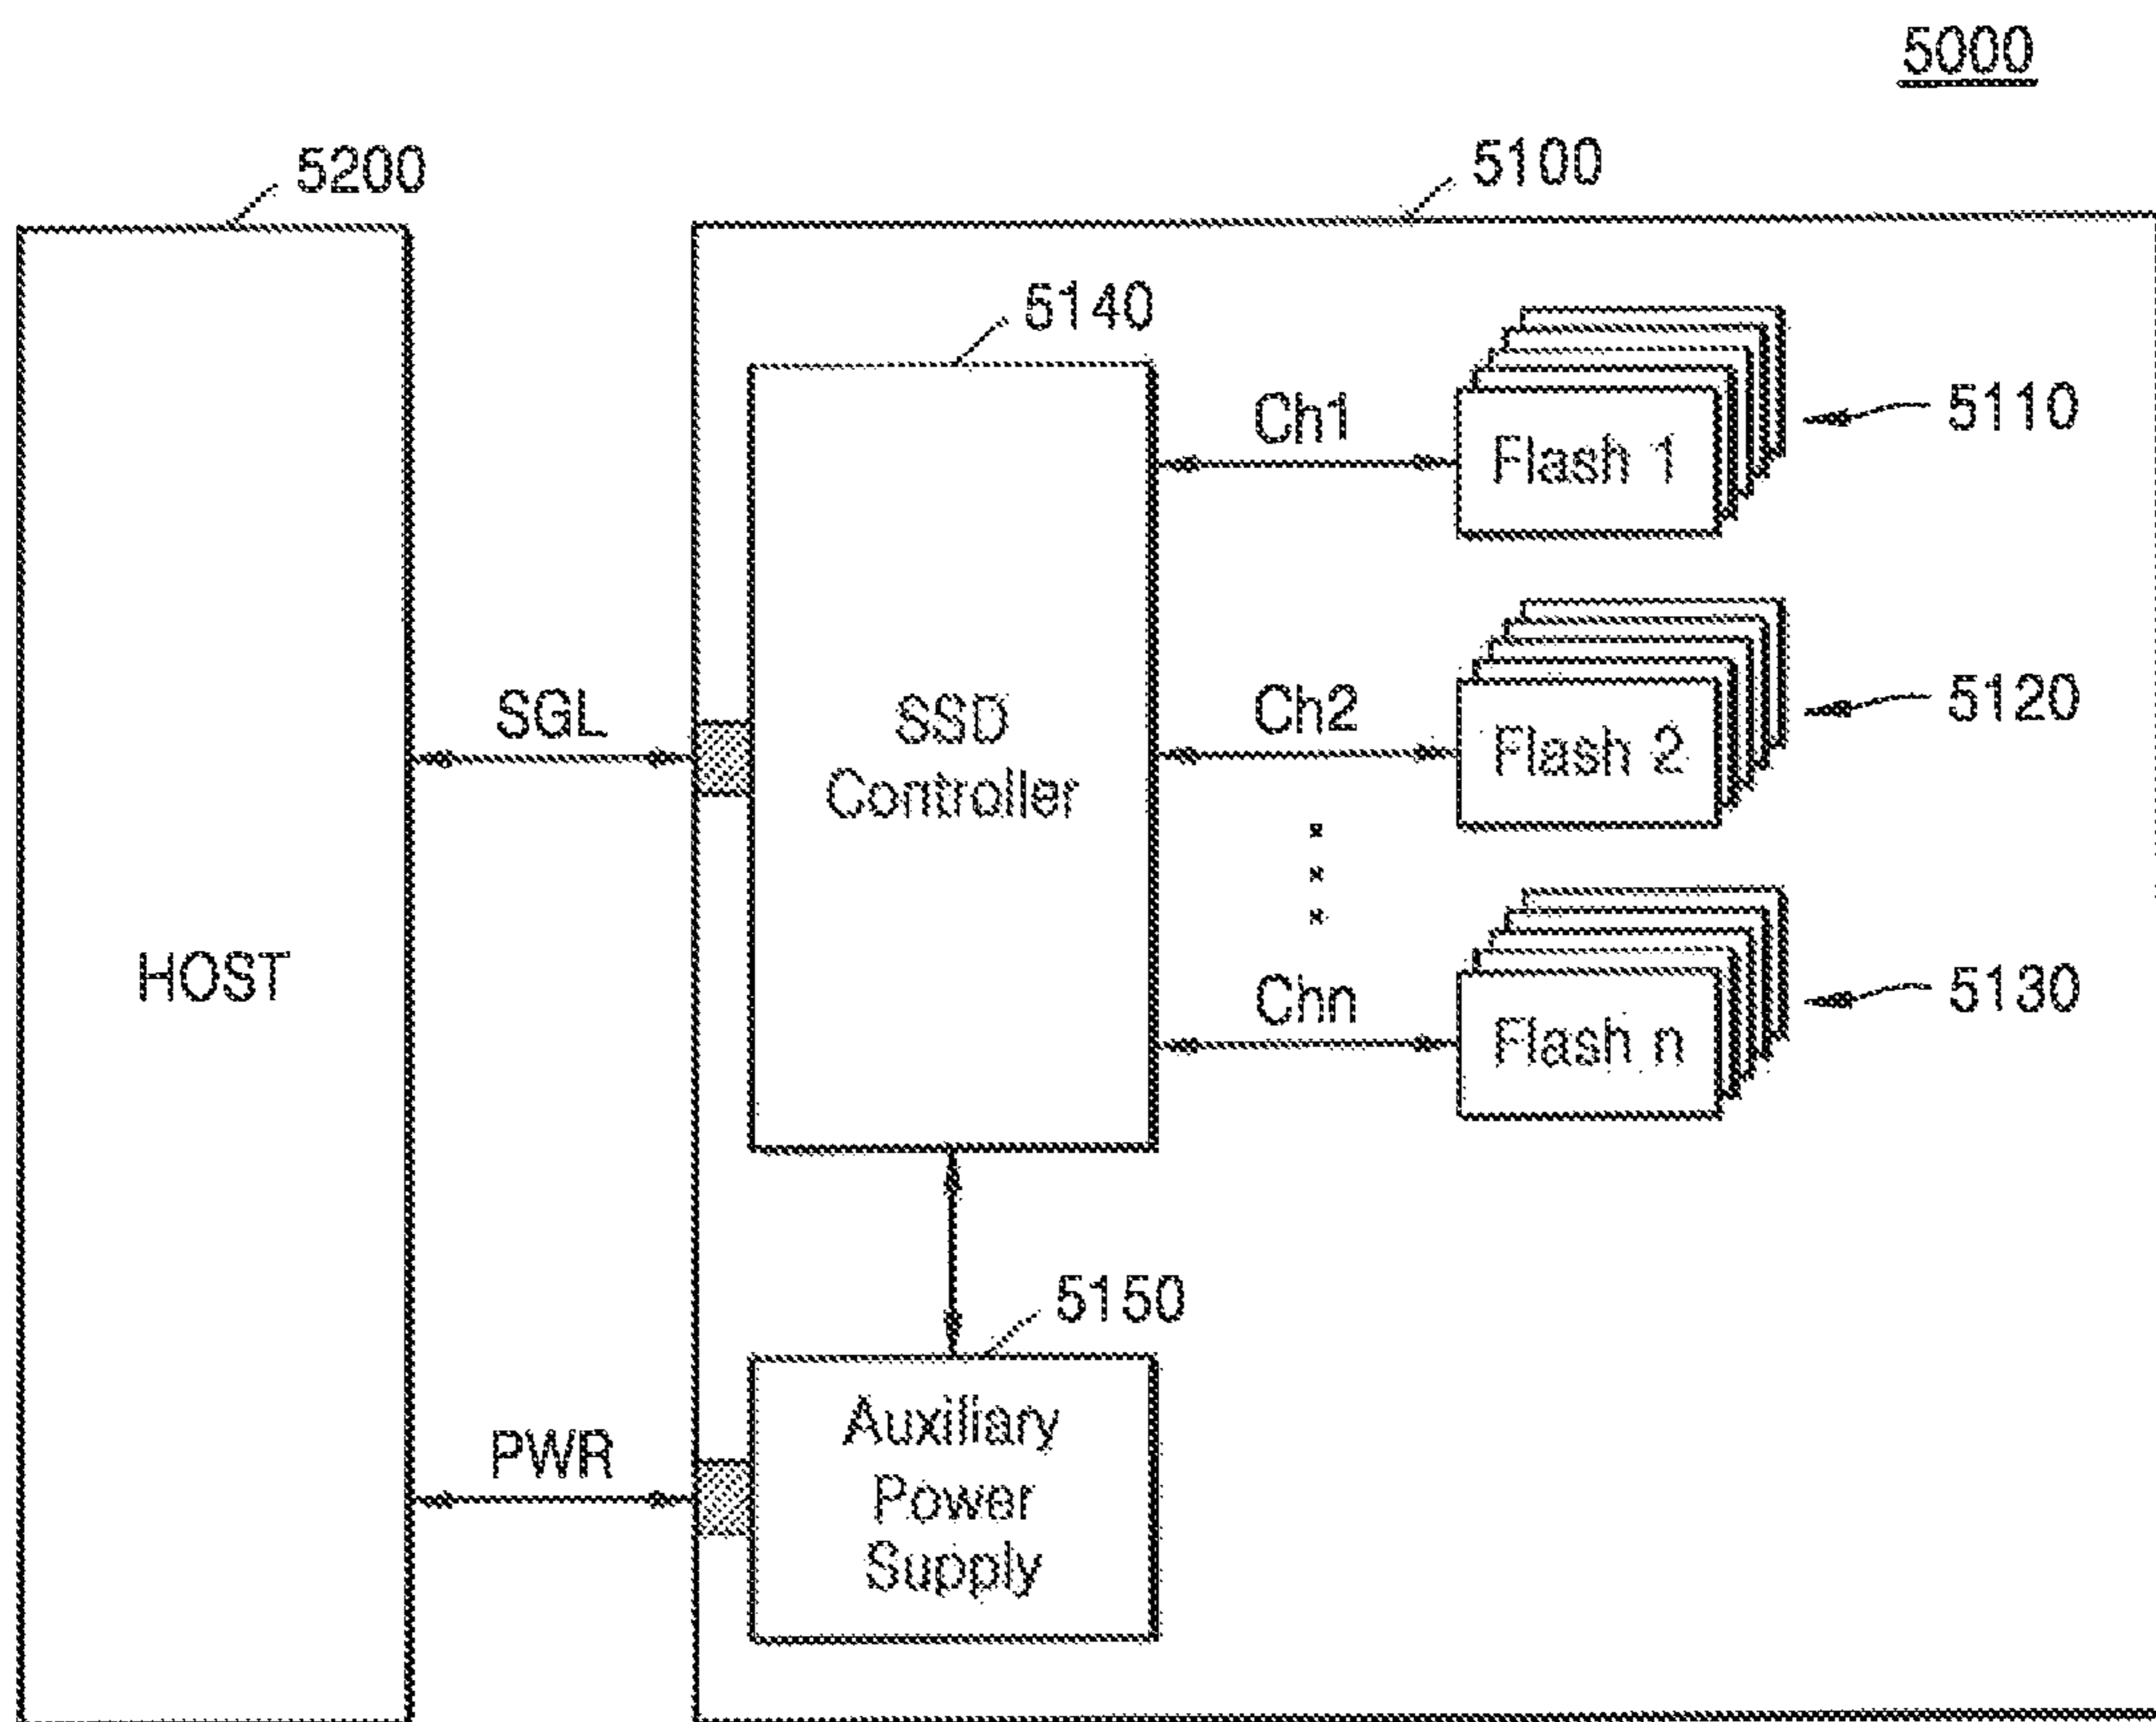 5000
5200
5100
5140
Ch1
Flash 1
5110
SGL
SSD
Controller
Ch2
Flash 2
5120
HOST
Chn
Flash n
5130
5150
PWR
Auxiliary
Power
Supply